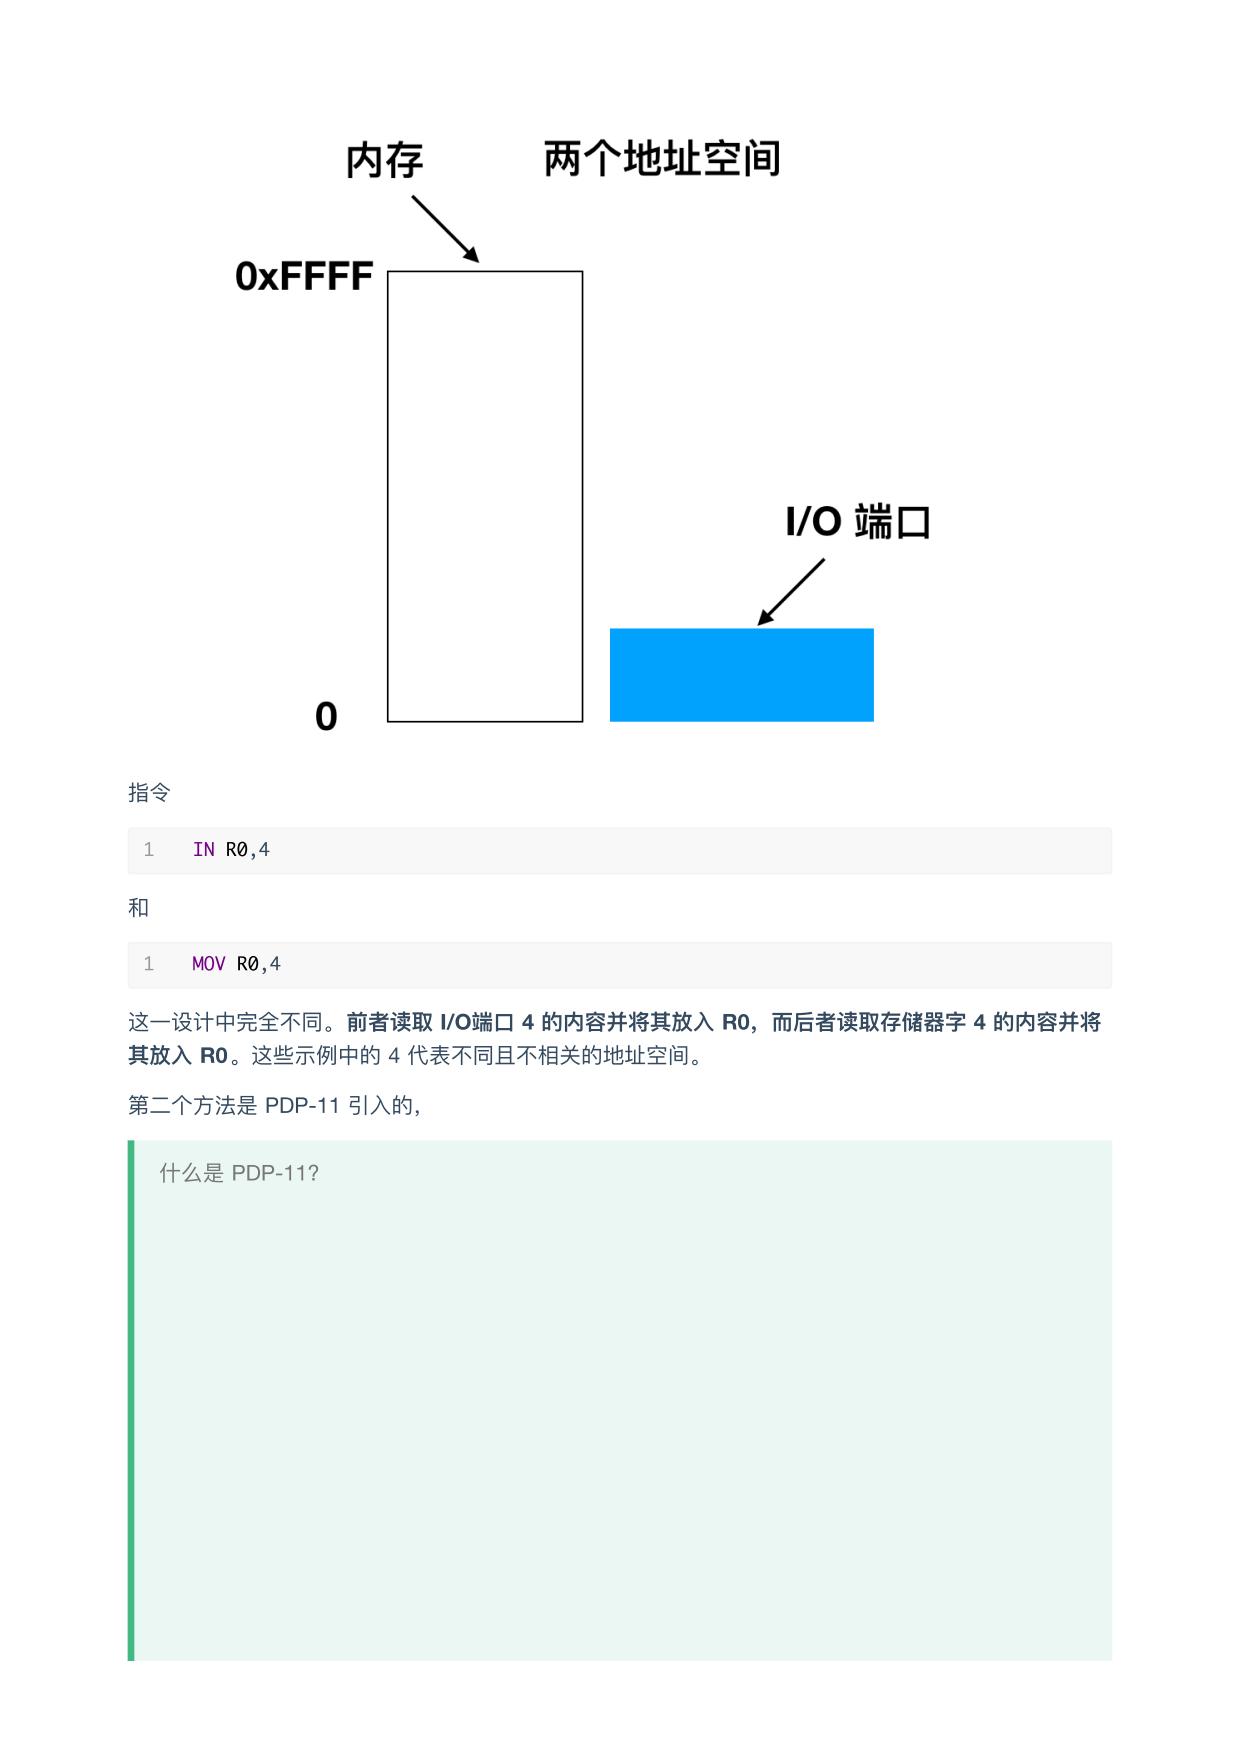 内存 两个地址空间
0xFFFF
I/O 端口
0
指令
1 IN R0,4
和
1 MOV R0,4
这一设计中完全不同。前者读取 I/O端口 4 的内容并将其放入 R0，而后者读取存储器字 4 的内容并将
其放入 R0。这些示例中的 4 代表不同且不相关的地址空间。
第二个方法是 PDP-11 引入的，
什么是 PDP-11?